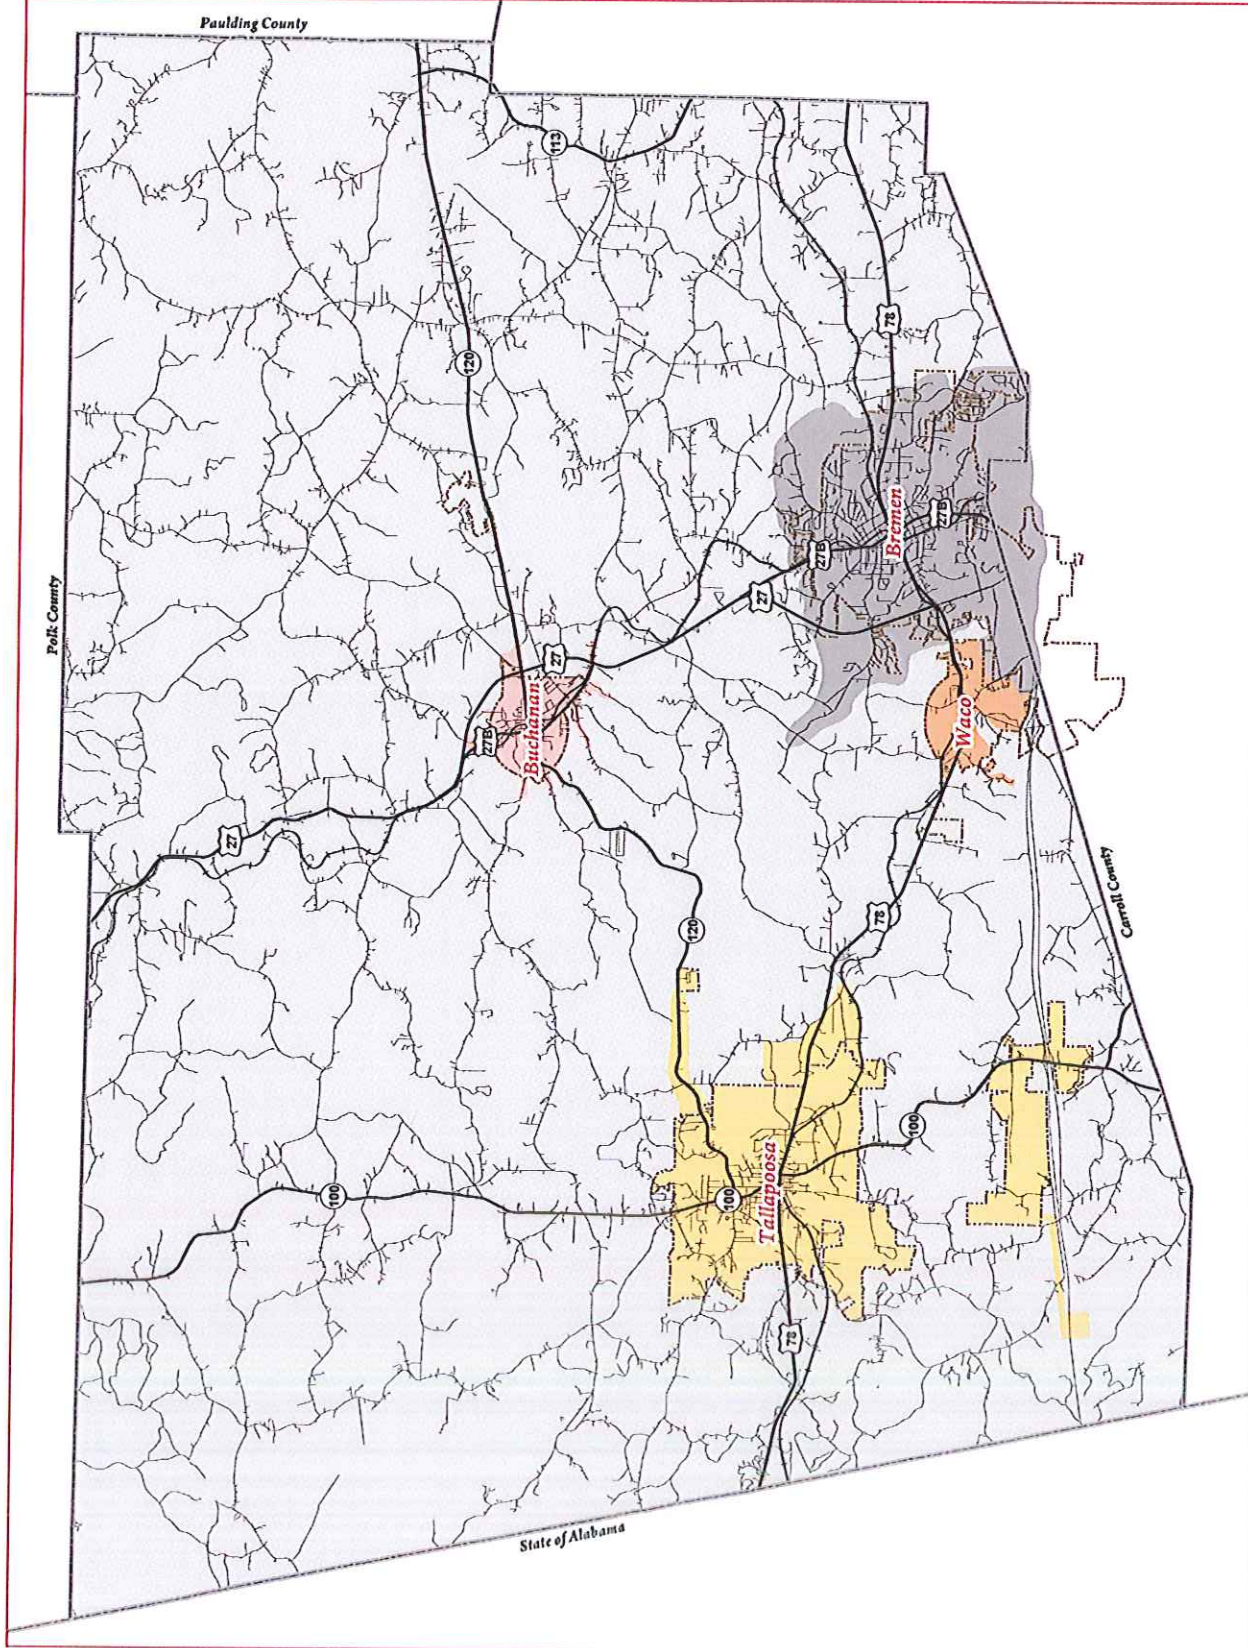 Paulding County
113
120
78
Polk County
27B
Bremen
27B
27
27
Buchanan
27B
Waco
27
Carroll County
78
120
100
100
100
Tallapoosa
78
State of Alabama